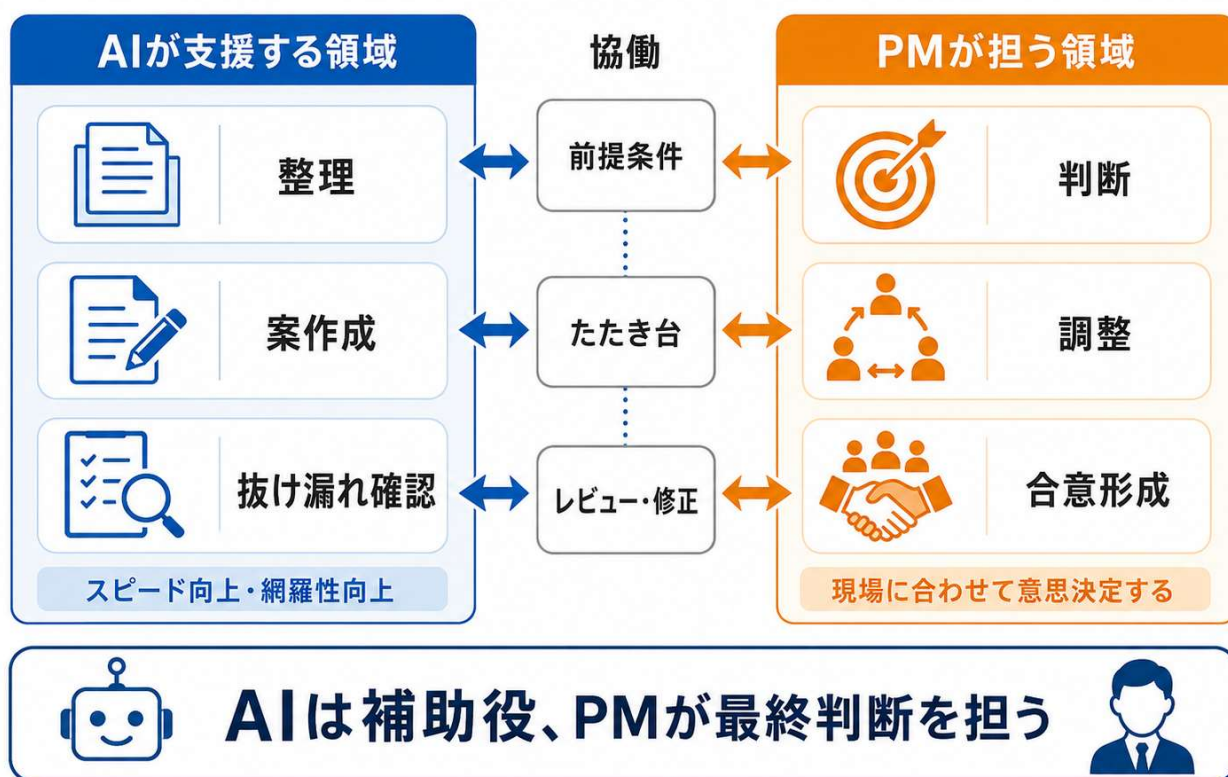 AIが支援する領域
協働
PMが担う領域
整理
前提条件
判断
案作成
たたき台
調整
抜け漏れ確認
レビュー・修正
合意形成
スピード向上・網羅性向上
現場に合わせて意思決定する
AIは補助役、PMが最終判断を担う